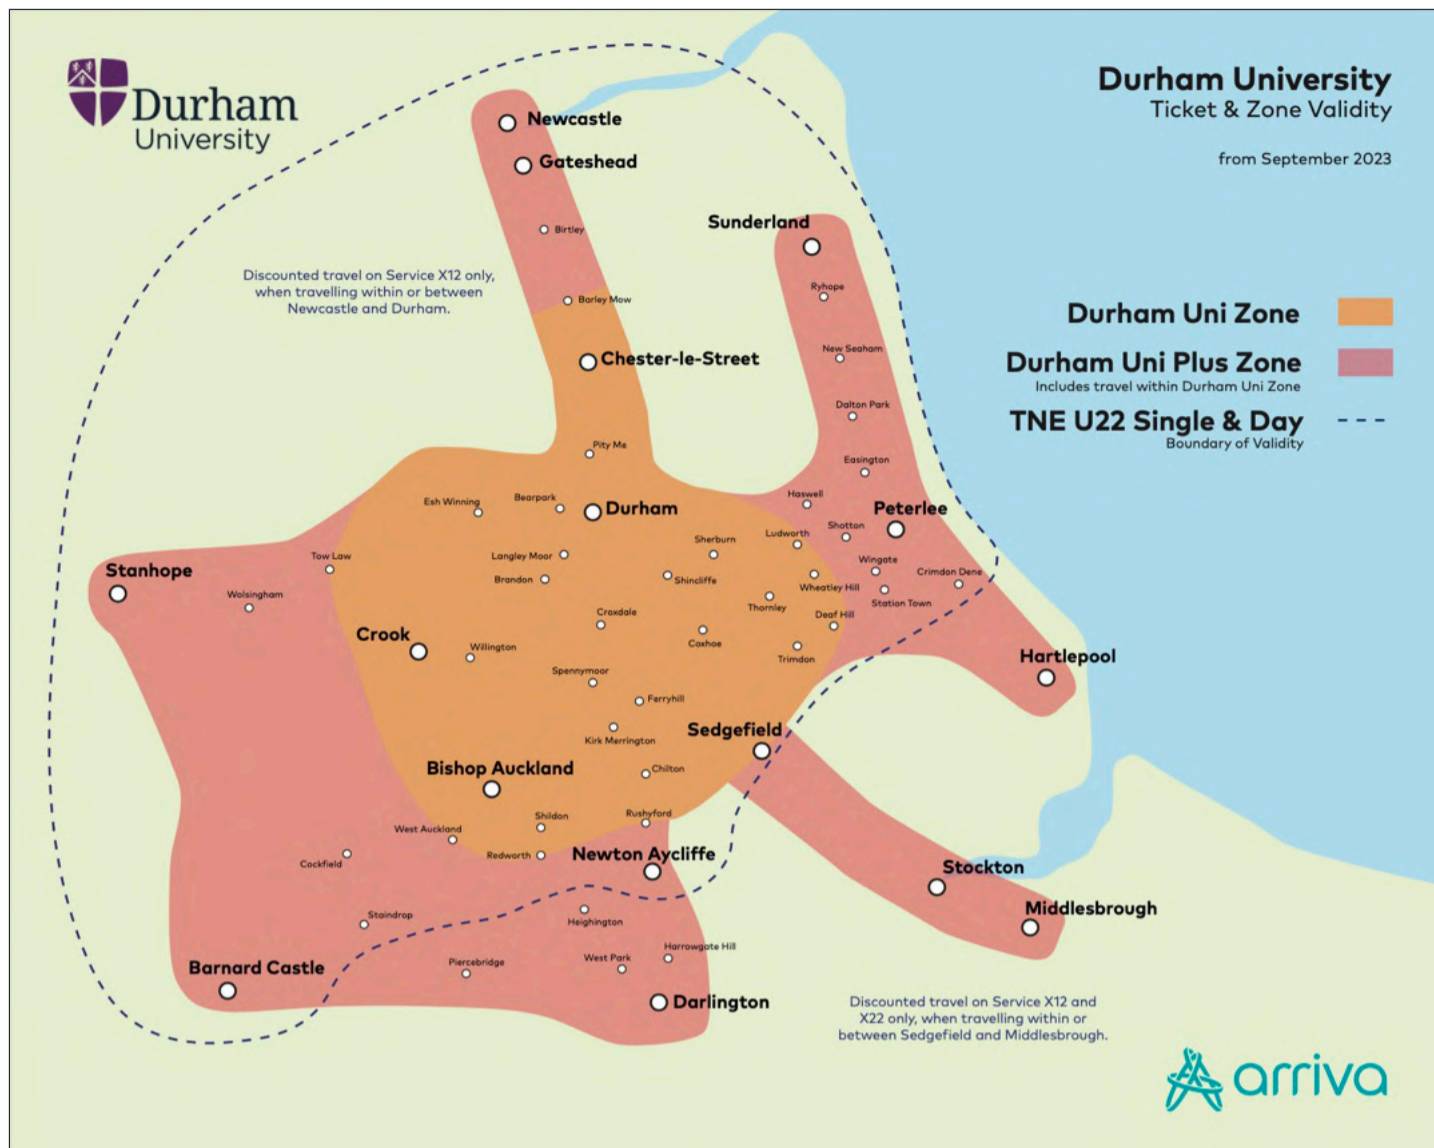 Durham
University
Durham University
Ticket & Zone Validity
from September 2023
Newcastle
Gateshead
Birtley
Sunderland
Discounted travel on Service X12 only,
when travelling within or between
Newcastle and Durham.
Ryhope
Barley Mow
Durham Uni Zone
Chester-le-Street
New Seaham
Durham Uni Plus Zone
Includes travel within Durham Uni Zone
Dalton Park
TNE U22 Single & Day
Boundary of Validity
Pity Me
Easington
Esh Winning
Bearpark
Durham
Haswell
Peterlee
Shotton
Ludworth
Sherburn
Langley Moor
Tow Law
Wingate
Stanhope
Brandon
Shincliffe
Crimdon Dene
Wheatley Hill
Wolsingham
Station Town
Thornley
Croxdale
Deaf Hill
Crook
Willington
Coxhoe
Trimdon
Hartlepool
Spennymoor
Ferryhill
Sedgefield
Kirk Merrington
Bishop Auckland
Chilton
Shildon
Rushyford
West Auckland
Redworth
Newton Aycliffe
Cockfield
Stockton
Staindrop
Heighington
Middlesbrough
Harrowgate Hill
West Park
Piercebridge
Barnard Castle
Darlington
Discounted travel on Service X12 and
X22 only, when travelling within or
between Sedgefield and Middlesbrough.
arriva